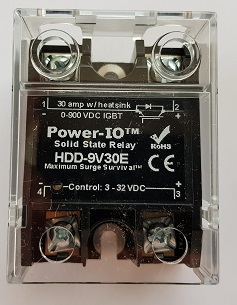 1 30 amp w/heatsink 2
0-900 VDC IGBT
Power-IO™
Solid State Relay
RoHS
HDD-9V30E
Maximum Surge Survival™
CE
4 Control: 3 - 32 VDC + 3